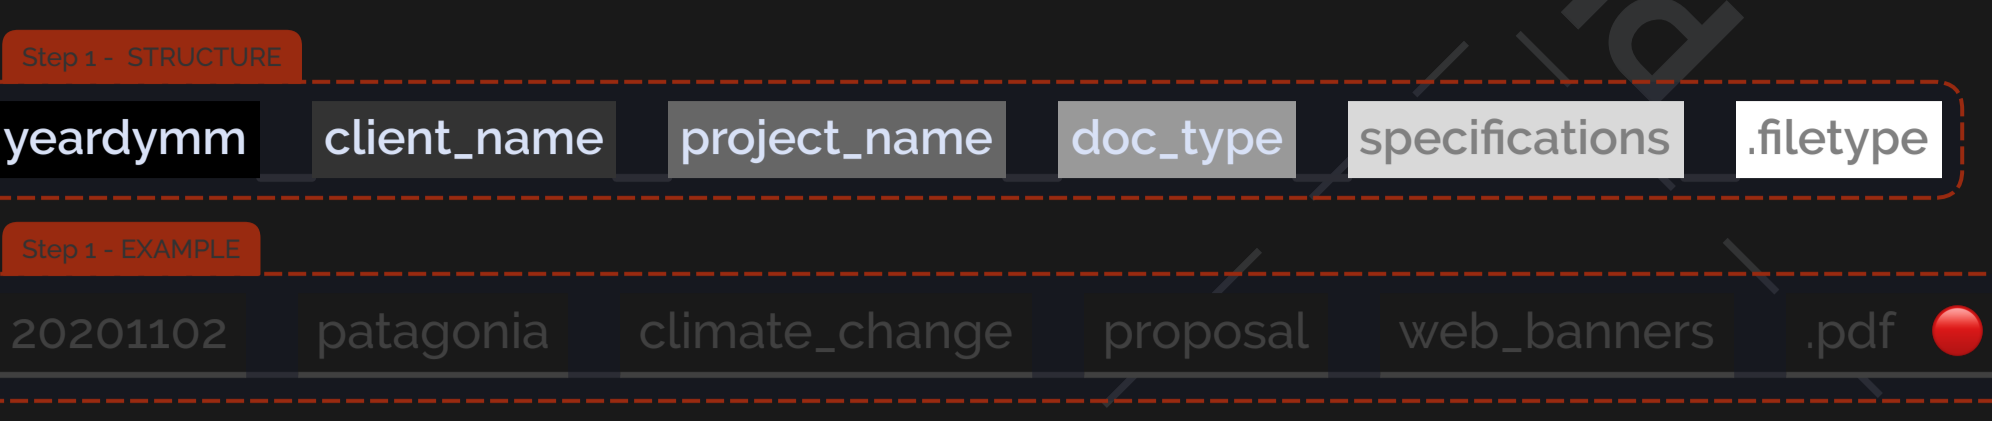 Step 1 - STRUCTURE
yeardymm client_name project_name doc_type specifications .filetype
Step 1 - EXAMPLE
20201102 patagonia climate_change proposal web_banners .pdf